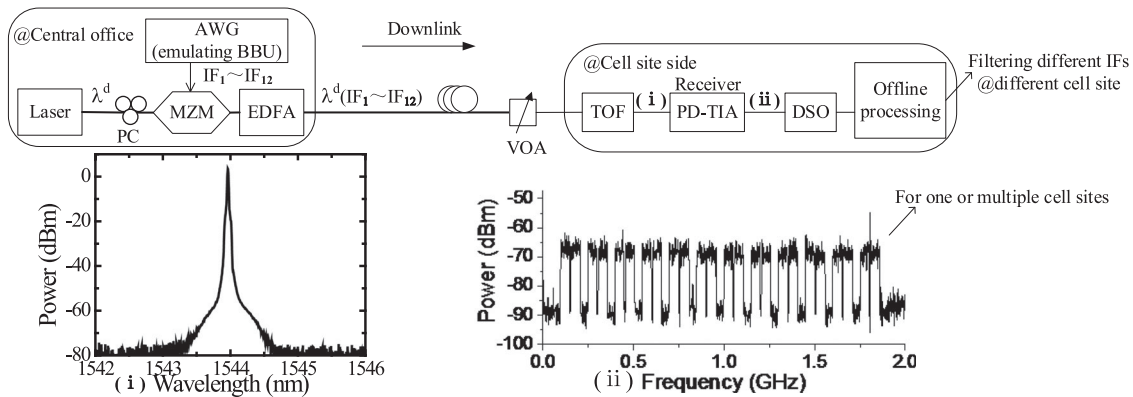 @Central office
AWG
(emulating BBU)
IF₁～IF₁₂
Laser
λᵈ
PC
MZM
EDFA
Downlink
λᵈ(IF₁～IF₁₂)
VOA
@Cell site side
TOF
(i)
Receiver
PD-TIA
(ii)
DSO
Offline
processing
Filtering different IFs
@different cell site
Power (dBm)
0
-20
-40
-60
-80
1542 1543 1544 1545 1546
(i) Wavelength (nm)
For one or multiple cell sites
Power (dBm)
-50
-60
-70
-80
-90
-100
0.0 0.5 1.0 1.5 2.0
(ii) Frequency (GHz)